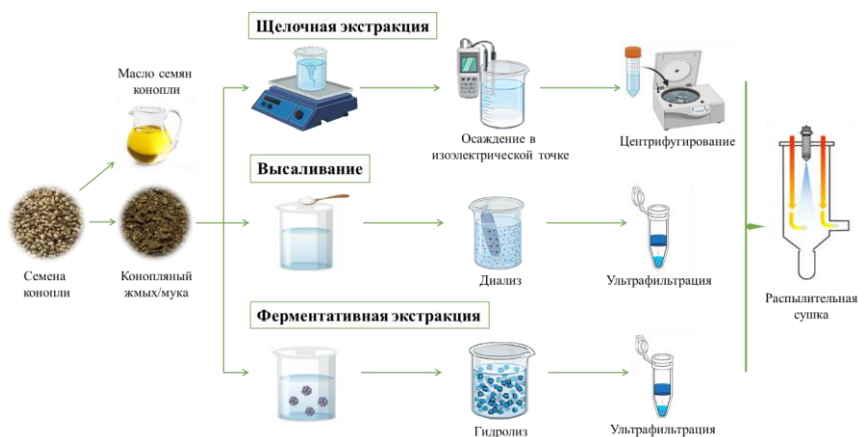 Щелочная экстракция
Масло семян
конопли
Осаждение в
изоэлектрической точке
Центрифугирование
Высаливание
Семена
конопли
Конопляный
жмых/мука
Диализ
Ультрафильтрация
Распылительная
сушка
Ферментативная экстракция
Гидролиз
Ультрафильтрация